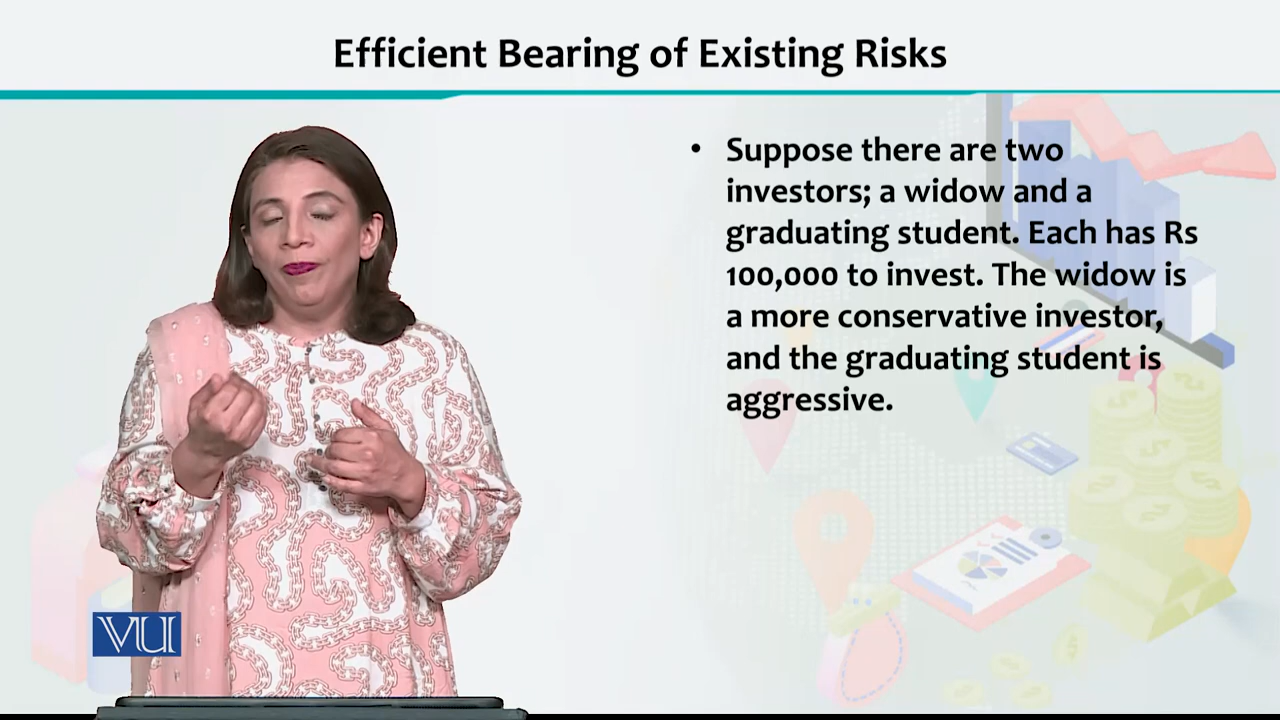 Efficient Bearing of Existing Risks
• Suppose there are two
investors; a widow and a
graduating student. Each has Rs
100,000 to invest. The widow is
a more conservative investor,
and the graduating student is
aggressive.
VU